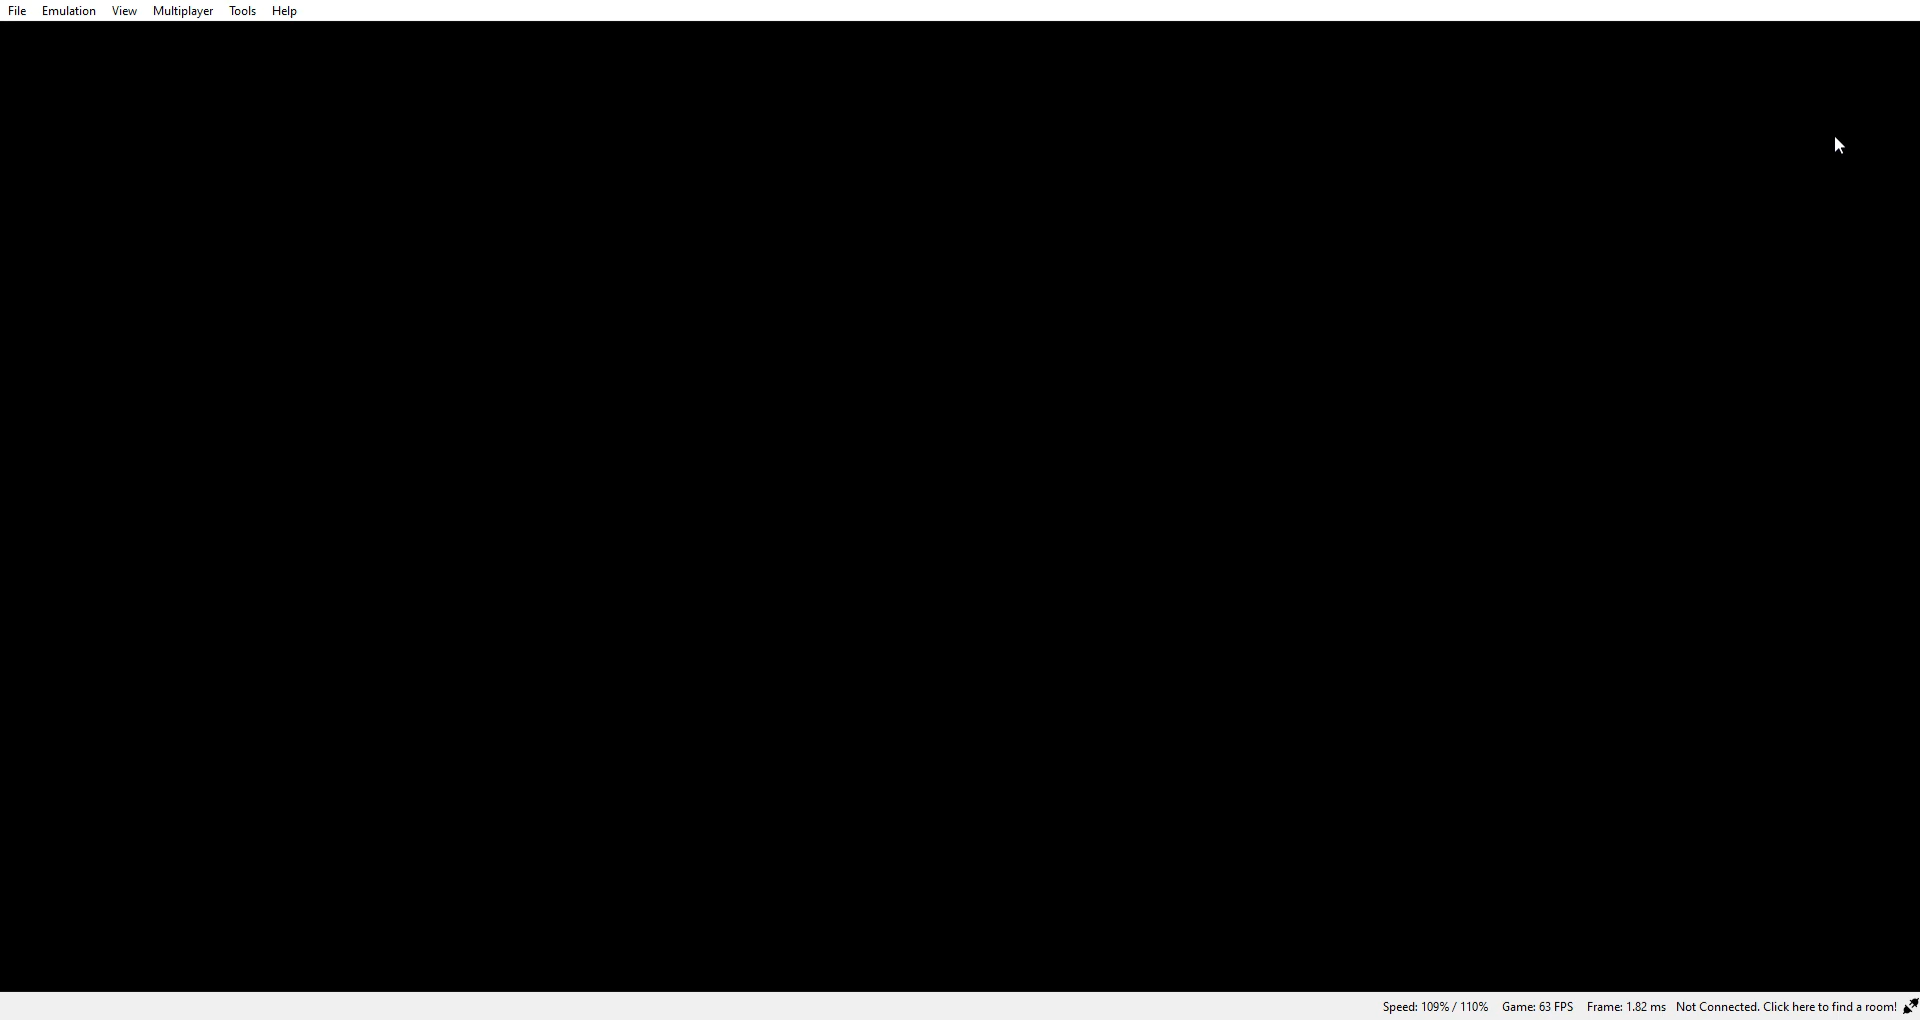 File Emulation View Multiplayer Tools Help
Speed: 109% / 110% Game: 63 FPS Frame: 1.82 ms Not Connected. Click here to find a room!